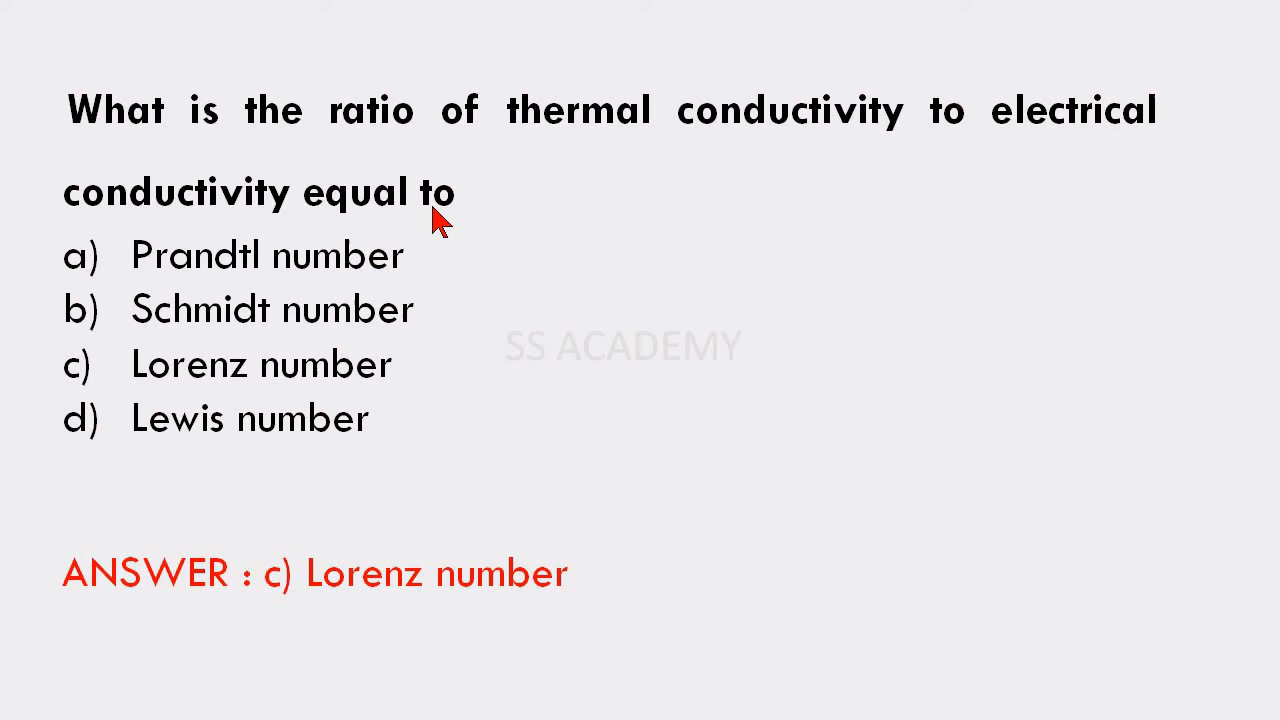 What is the ratio of thermal conductivity to electrical
conductivity equal to
a) Prandtl number
b) Schmidt number
SS ACADEMY
c) Lorenz number
d) Lewis number
ANSWER : c) Lorenz number